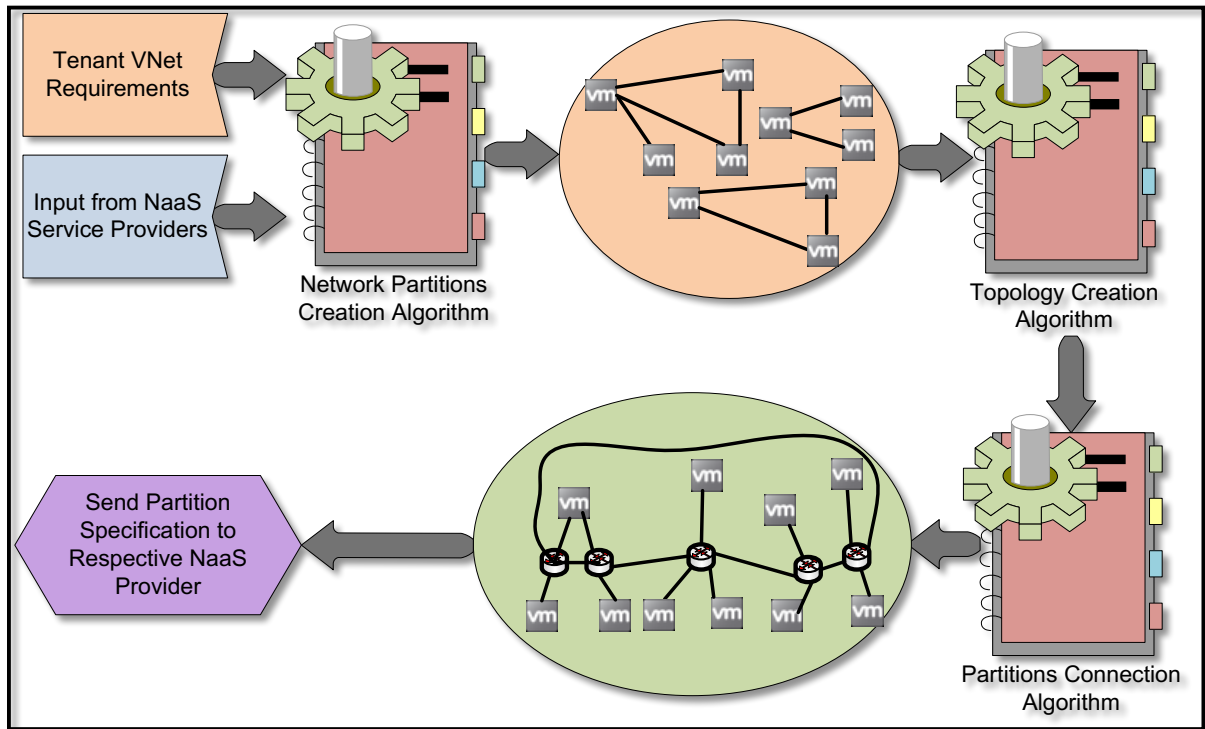 Tenant VNet
Requirements
Input from NaaS
Service Providers
Network Partitions
Creation Algorithm
vm
vm
vm
vm
vm
vm
vm
vm
vm
vm
Topology Creation
Algorithm
Partitions Connection
Algorithm
vm
vm
vm
vm
vm
vm
vm
vm
vm
vm
Send Partition
Specification to
Respective NaaS
Provider